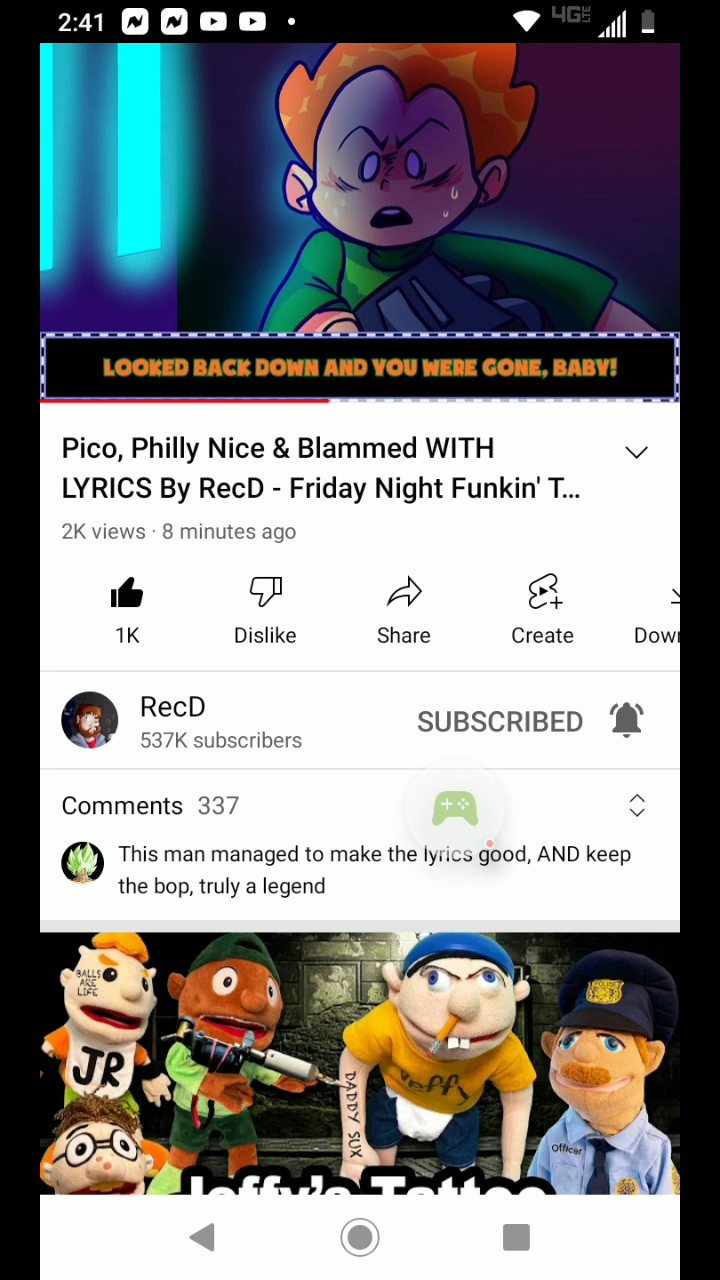 2:41
4G LTE
LOOKED BACK DOWN AND YOU WERE GONE, BABY!
Pico, Philly Nice & Blammed WITH
LYRICS By RecD - Friday Night Funkin' T...
2K views · 8 minutes ago
1K
Dislike
Share
Create
Down
RecD
537K subscribers
SUBSCRIBED
Comments 337
This man managed to make the lyrics good, AND keep
the bop, truly a legend
BALLS
ARE
LIFE
JR
DADDY SUX
Jeffy
Officer
Jeffy's Tattoo